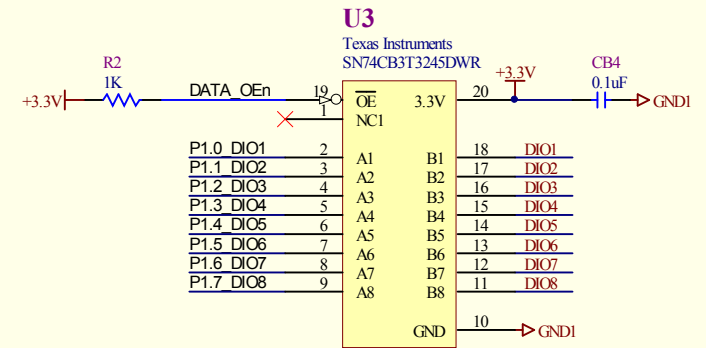 U3
Texas Instruments
SN74CB3T3245DWR
R2
1K
+3.3V
DATA_OEn
19
OE
3.3V
20
+3.3V
CB4
0.1uF
GND1
1
NC1
P1.0_DIO1 2 A1 B1 18 DIO1
P1.1_DIO2 3 A2 B2 17 DIO2
P1.2_DIO3 4 A3 B3 16 DIO3
P1.3_DIO4 5 A4 B4 15 DIO4
P1.4_DIO5 6 A5 B5 14 DIO5
P1.5_DIO6 7 A6 B6 13 DIO6
P1.6_DIO7 8 A7 B7 12 DIO7
P1.7_DIO8 9 A8 B8 11 DIO8
GND 10 GND1